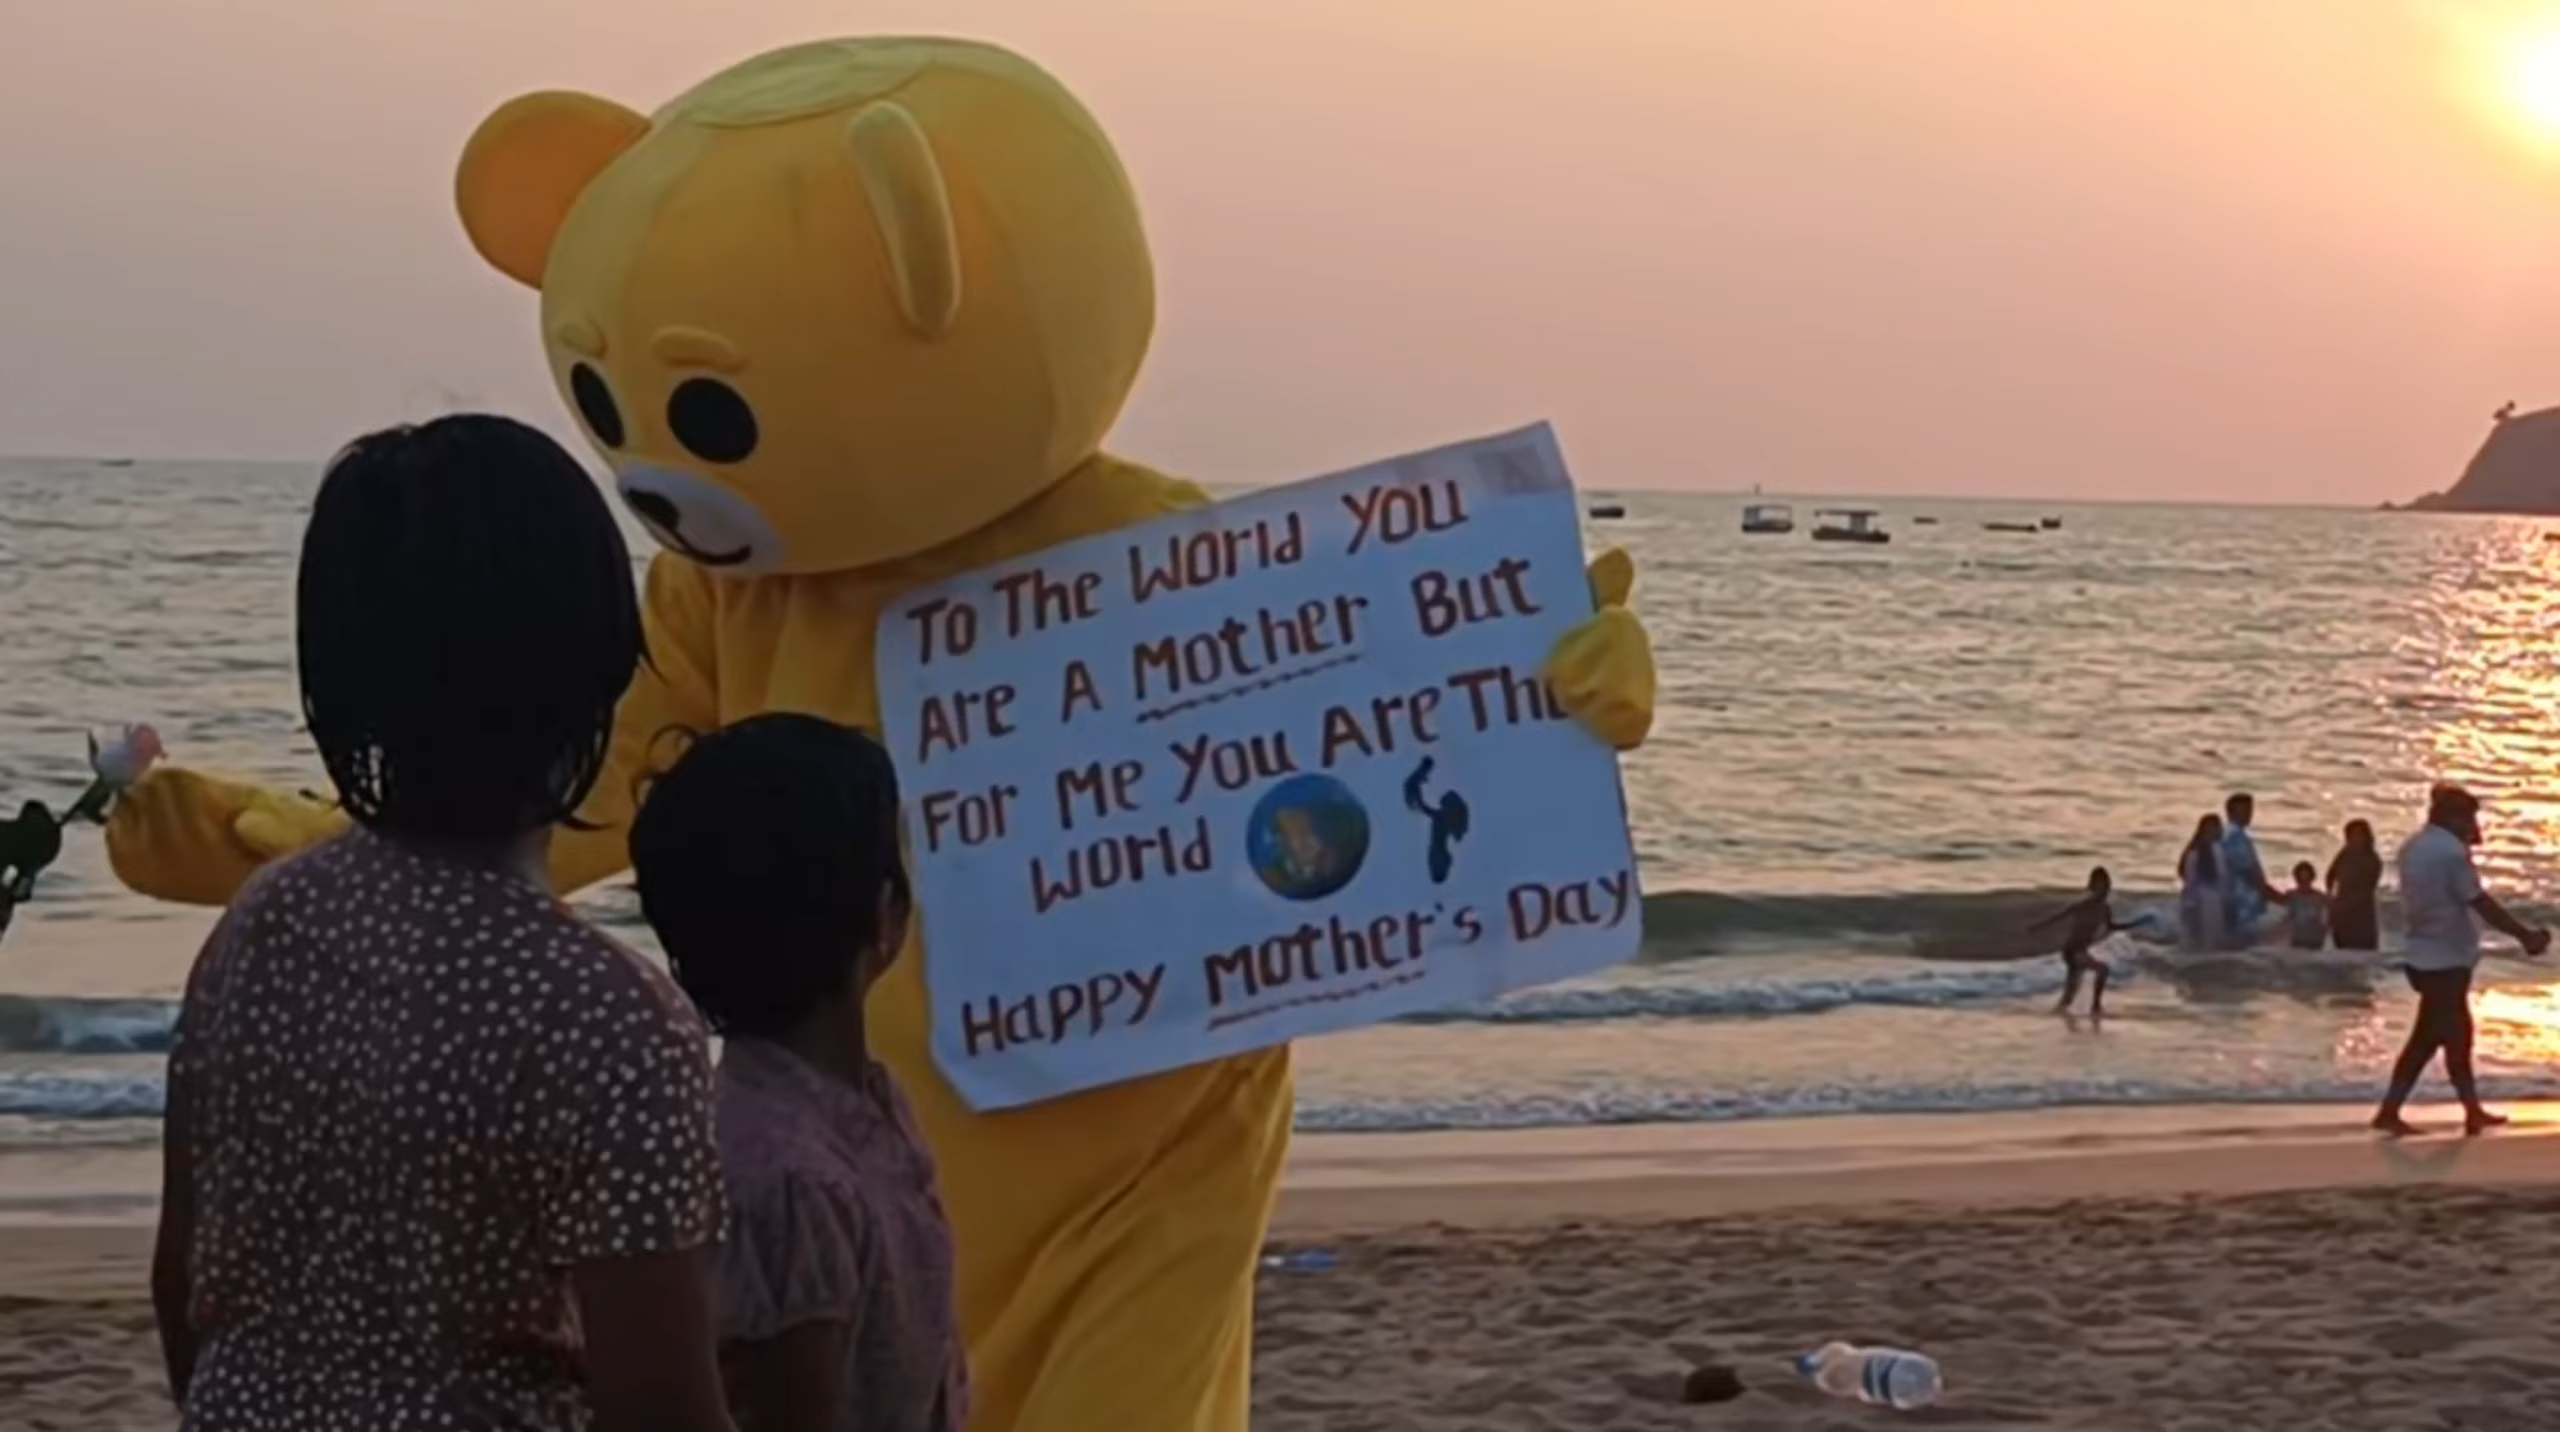 To The World You
Are A Mother But
For Me You Are The
World
Happy Mother's Day